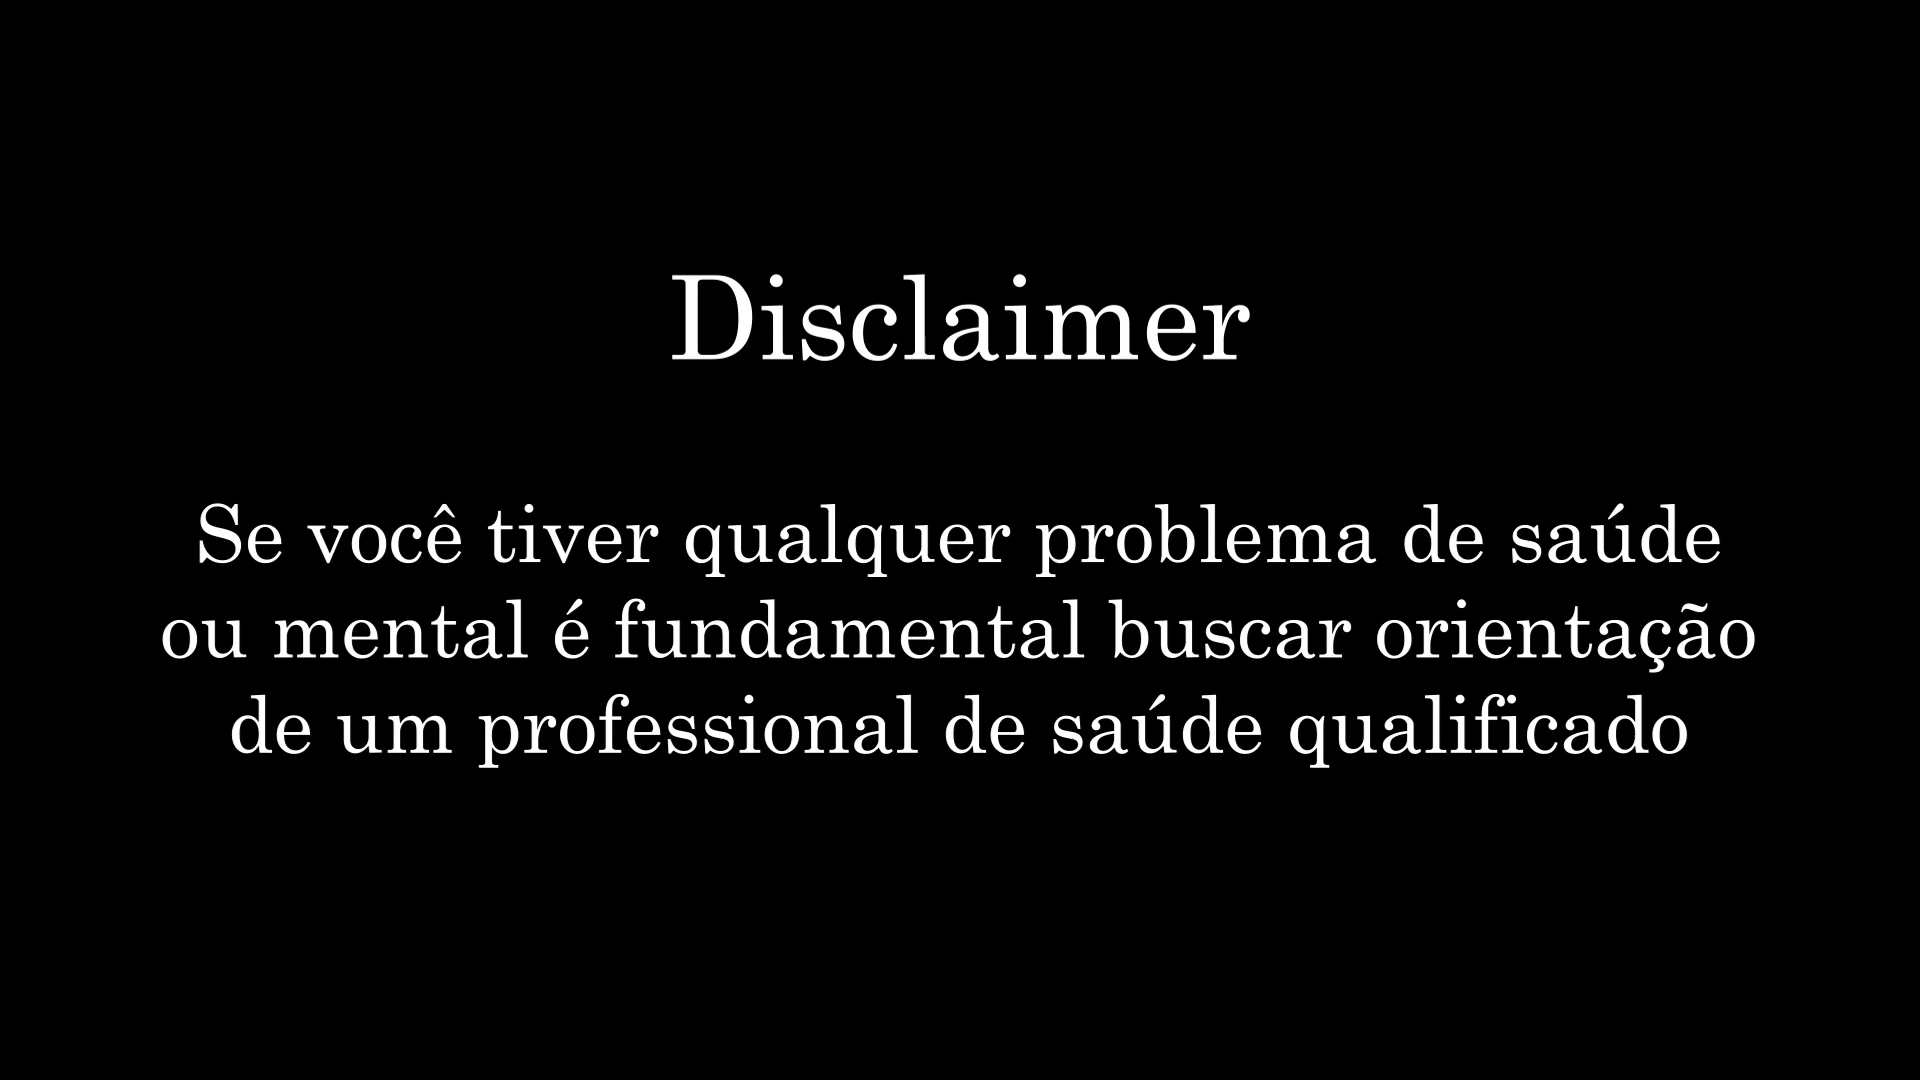 Disclaimer
Se você tiver qualquer problema de saúde
ou mental é fundamental buscar orientação
de um professional de saúde qualificado